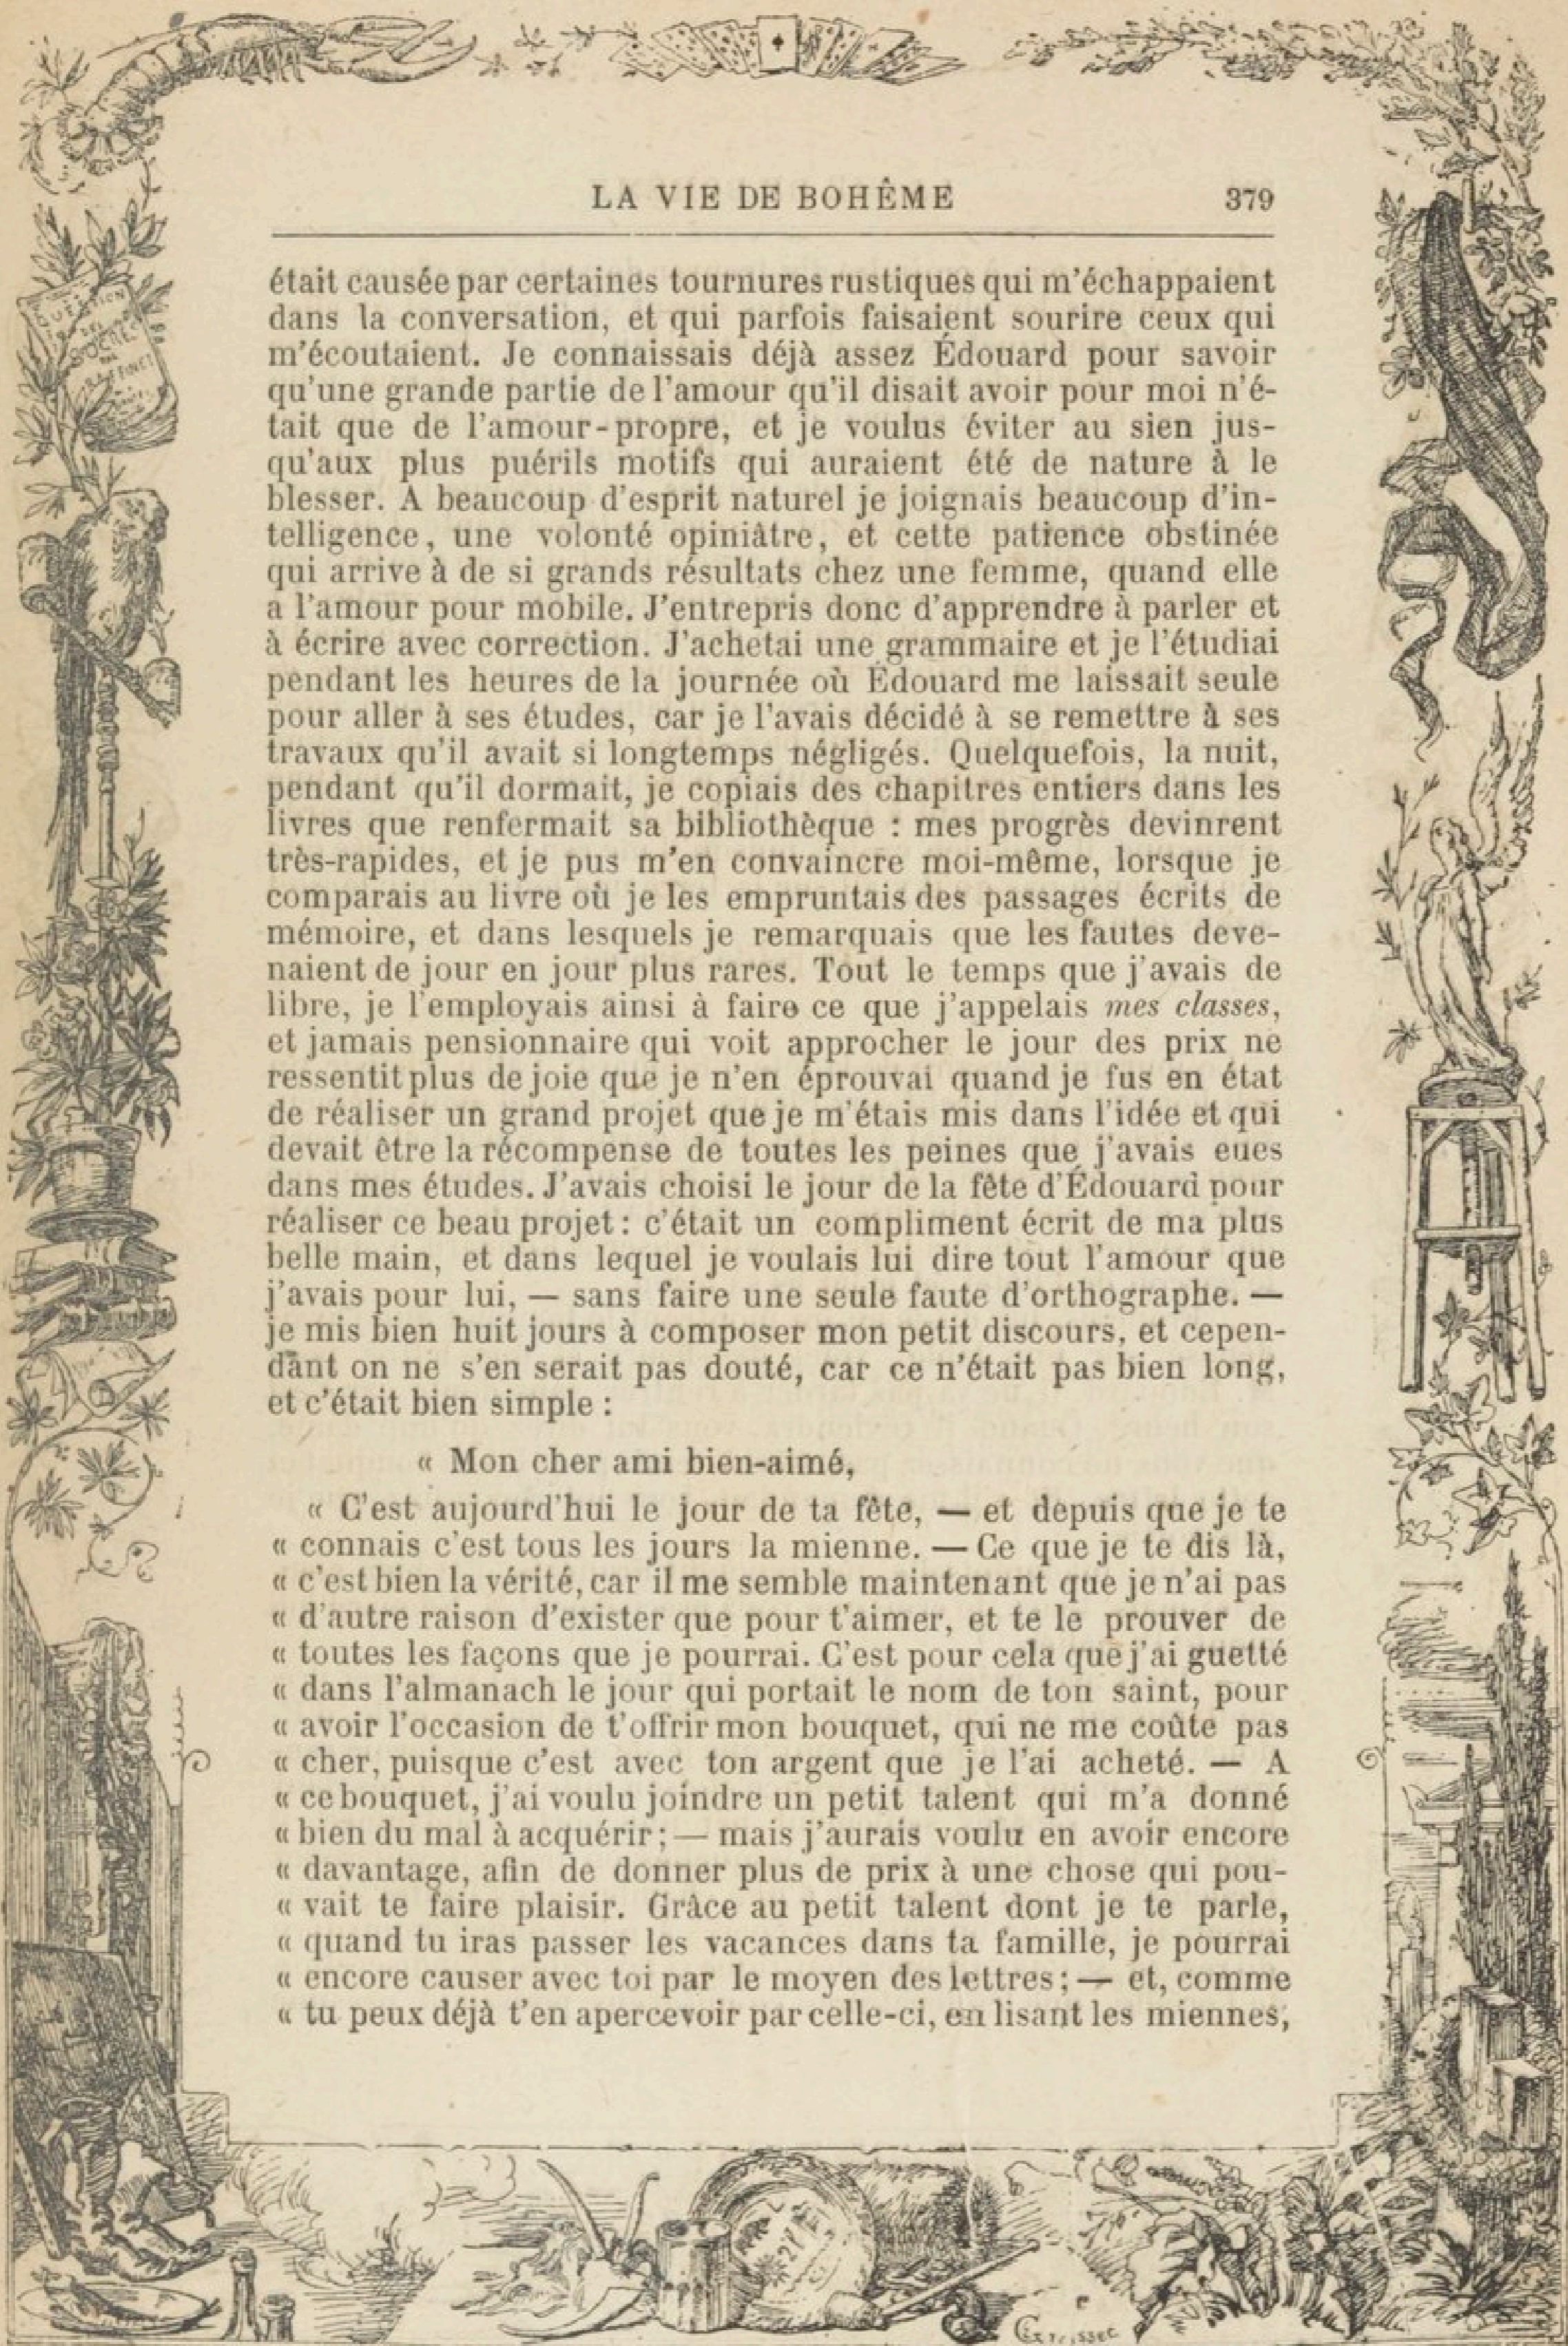 LA VIE DE BOHÊME 379
était causée par certaines tournures rustiques qui m'échappaient
dans la conversation, et qui parfois faisaient sourire ceux qui
m'écoutaient. Je connaissais déjà assez Édouard pour savoir
qu'une grande partie de l'amour qu'il disait avoir pour moi n'é-
tait que de l'amour-propre, et je voulus éviter au sien jus-
qu'aux plus puérils motifs qui auraient été de nature à le
blesser. A beaucoup d'esprit naturel je joignais beaucoup d'in-
telligence, une volonté opiniâtre, et cette patience obstinée
qui arrive à de si grands résultats chez une femme, quand elle
a l'amour pour mobile. J'entrepris donc d'apprendre à parler et
à écrire avec correction. J'achetai une grammaire et je l'étudiai
pendant les heures de la journée où Édouard me laissait seule
pour aller à ses études, car je l'avais décidé à se remettre à ses
travaux qu'il avait si longtemps négligés. Quelquefois, la nuit,
pendant qu'il dormait, je copiais des chapitres entiers dans les
livres que renfermait sa bibliothèque : mes progrès devinrent
très-rapides, et je pus m'en convaincre moi-même, lorsque je
comparais au livre où je les empruntais des passages écrits de
mémoire, et dans lesquels je remarquais que les fautes deve-
naient de jour en jour plus rares. Tout le temps que j'avais de
libre, je l'employais ainsi à faire ce que j'appelais mes classes,
et jamais pensionnaire qui voit approcher le jour des prix ne
ressentit plus de joie que je n'en éprouvai quand je fus en état
de réaliser un grand projet que je m'étais mis dans l'idée et qui
devait être la récompense de toutes les peines que j'avais eues
dans mes études. J'avais choisi le jour de la fête d'Édouard pour
réaliser ce beau projet : c'était un compliment écrit de ma plus
belle main, et dans lequel je voulais lui dire tout l'amour que
j'avais pour lui, — sans faire une seule faute d'orthographe. —
je mis bien huit jours à composer mon petit discours, et cepen-
dant on ne s'en serait pas douté, car ce n'était pas bien long,
et c'était bien simple :
« Mon cher ami bien-aimé,
« C'est aujourd'hui le jour de ta fête, — et depuis que je te
« connais c'est tous les jours la mienne. — Ce que je te dis là,
« c'est bien la vérité, car il me semble maintenant que je n'ai pas
« d'autre raison d'exister que pour t'aimer, et te le prouver de
« toutes les façons que je pourrai. C'est pour cela que j'ai guetté
« dans l'almanach le jour qui portait le nom de ton saint, pour
« avoir l'occasion de t'offrir mon bouquet, qui ne me coûte pas
« cher, puisque c'est avec ton argent que je l'ai acheté. — A
« ce bouquet, j'ai voulu joindre un petit talent qui m'a donné
« bien du mal à acquérir ; — mais j'aurais voulu en avoir encore
« davantage, afin de donner plus de prix à une chose qui pou-
« vait te faire plaisir. Grâce au petit talent dont je te parle,
« quand tu iras passer les vacances dans ta famille, je pourrai
« encore causer avec toi par le moyen des lettres ; — et, comme
« tu peux déjà t'en apercevoir par celle-ci, en lisant les miennes,